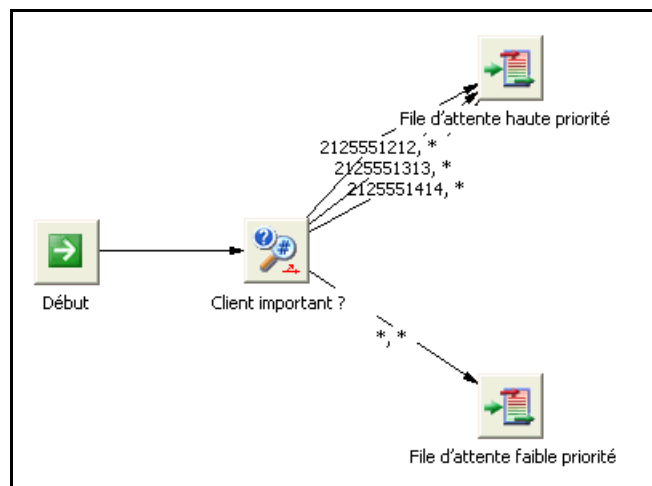 File d'attente haute priorité
2125551212, *
2125551313, *
2125551414, *
Début
Client important ?
*, *
File d'attente faible priorité